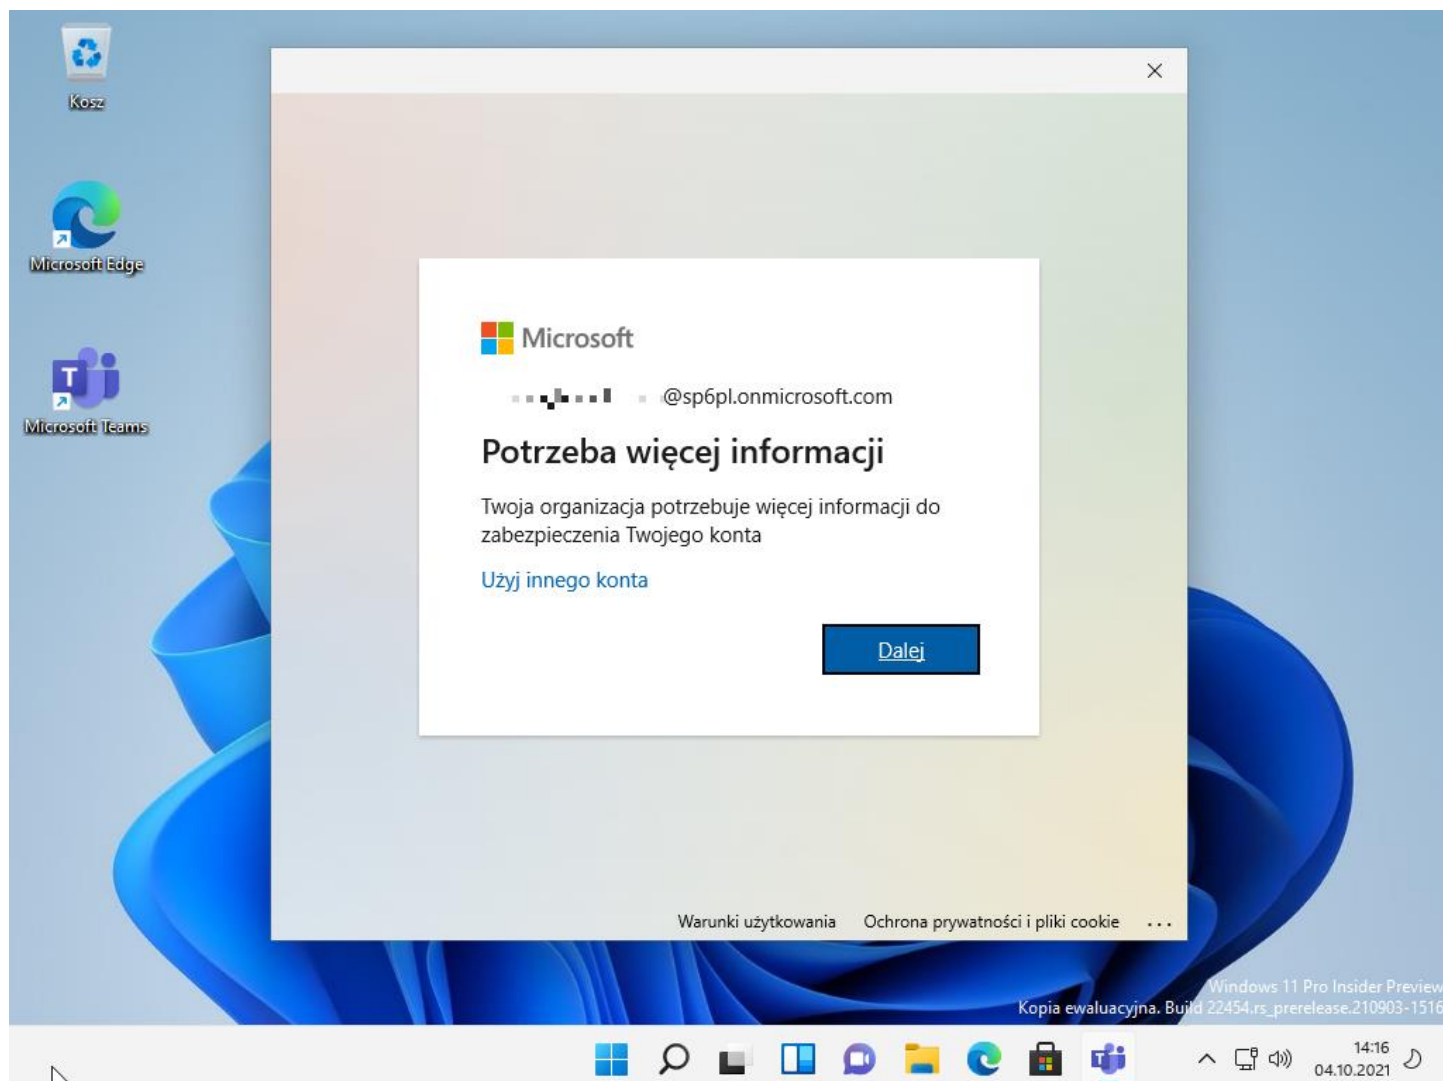 Kosz
Microsoft Edge
Microsoft Teams
Microsoft
@sp6pl.onmicrosoft.com
Potrzeba więcej informacji
Twoja organizacja potrzebuje więcej informacji do
zabezpieczenia Twojego konta
Użyj innego konta
Dalej
Warunki użytkowania Ochrona prywatności i pliki cookie ...
Windows 11 Pro Insider Preview
Kopia ewaluacyjna. Build 22454.rs_prerelease.210903-1516
14:16
04.10.2021